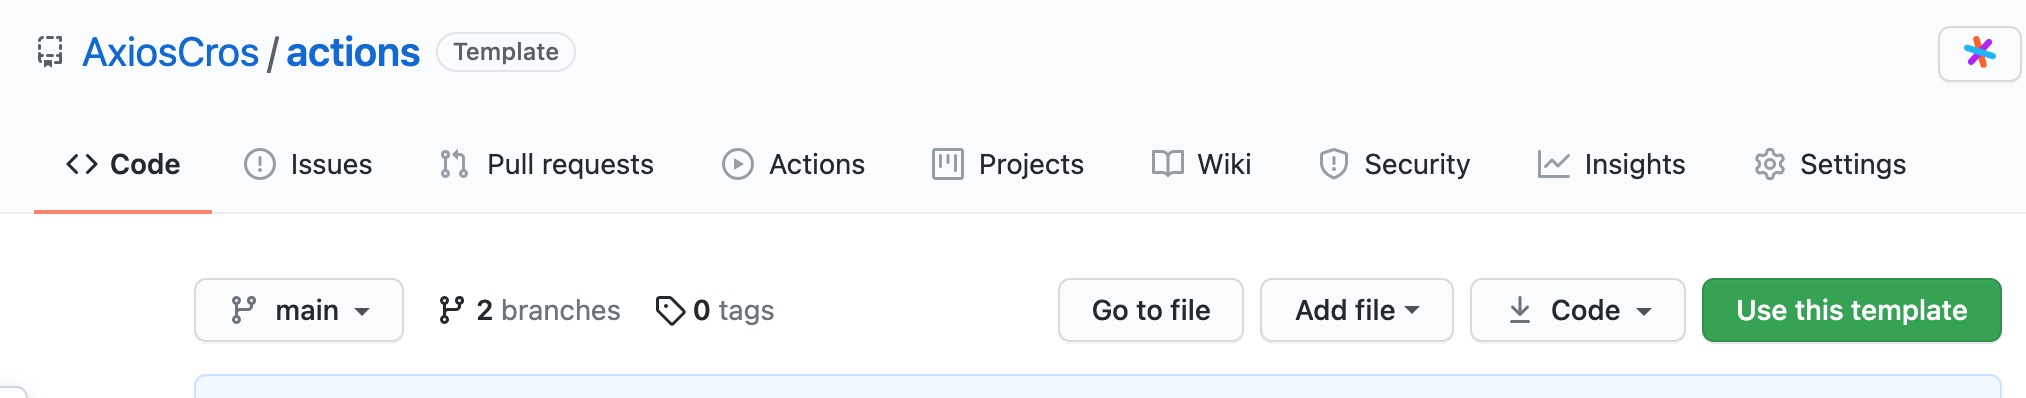 AxiosCros / actions Template
Code Issues Pull requests Actions Projects Wiki Security Insights Settings
main 2 branches 0 tags Go to file Add file Code Use this template